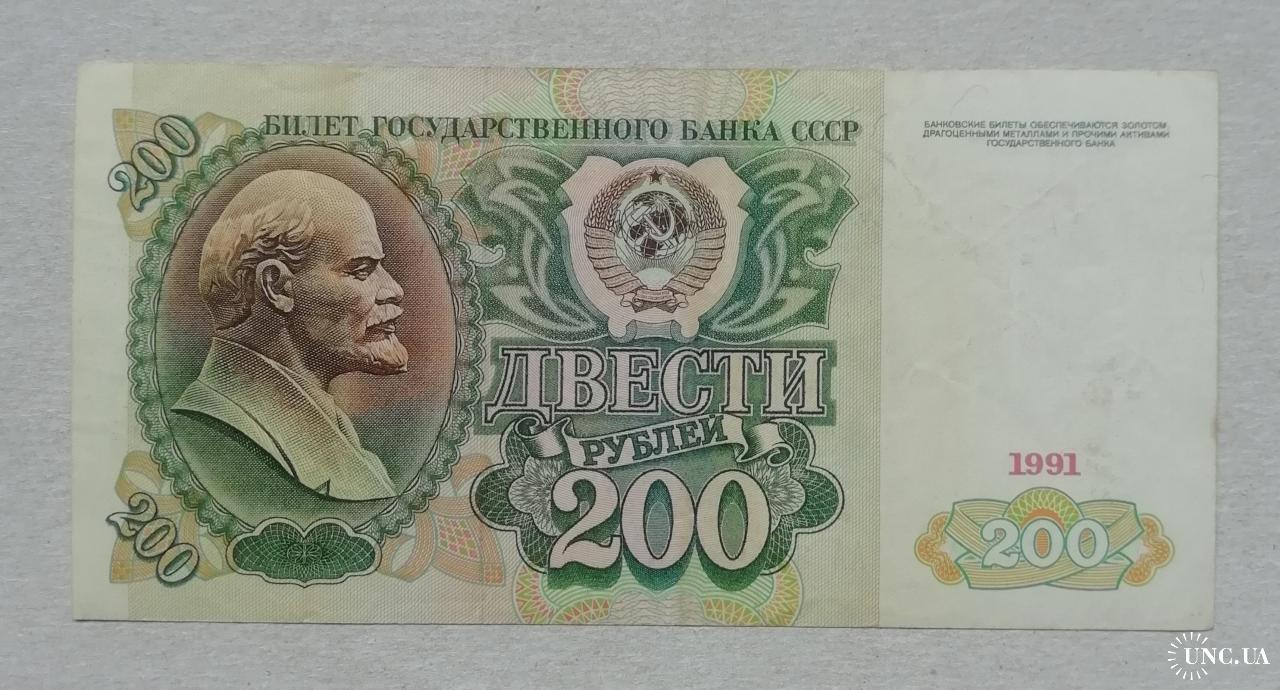 200
БИЛЕТ ГОСУДАРСТВЕННОГО БАНКА СССР
БАНКОВСКИЕ БИЛЕТЫ ОБЕСПЕЧИВАЮТСЯ ЗОЛОТОМ,
ДРАГОЦЕННЫМИ МЕТАЛЛАМИ И ПРОЧИМИ АКТИВАМИ
ГОСУДАРСТВЕННОГО БАНКА
ДВЕСТИ
РУБЛЕЙ
200
1991
200
200
UNC.UA